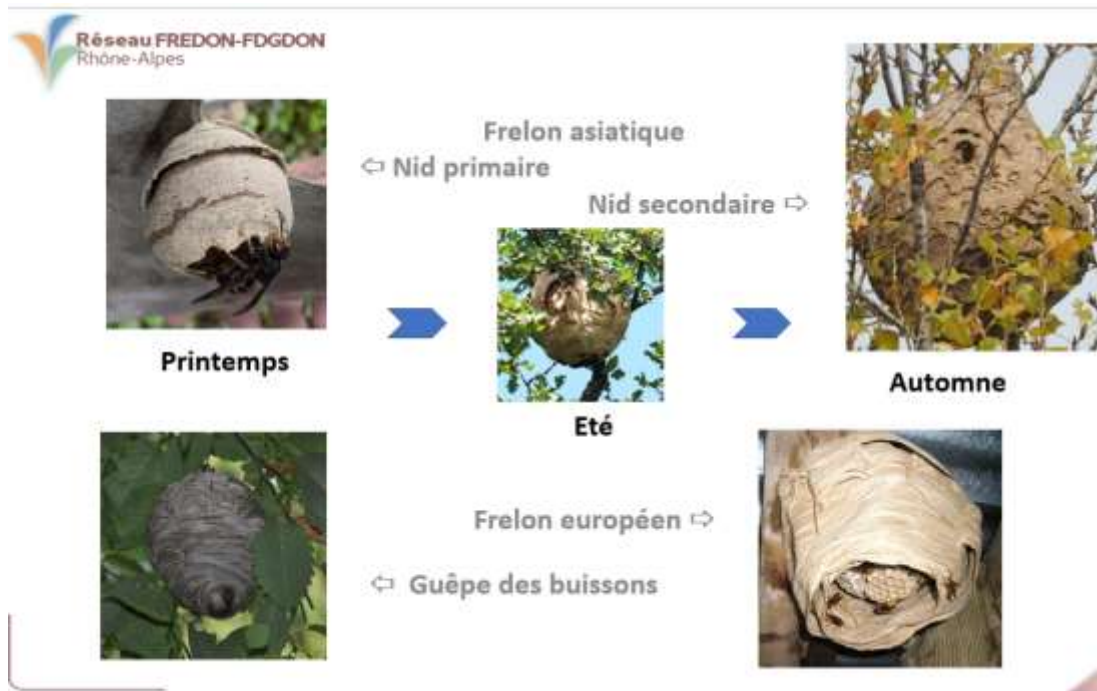 Réseau FREDON-FDGDON
Rhône-Alpes
Frelon asiatique
⇦ Nid primaire
Nid secondaire ⇨
Printemps
Eté
Automne
Frelon européen ⇨
⇦ Guêpe des buissons